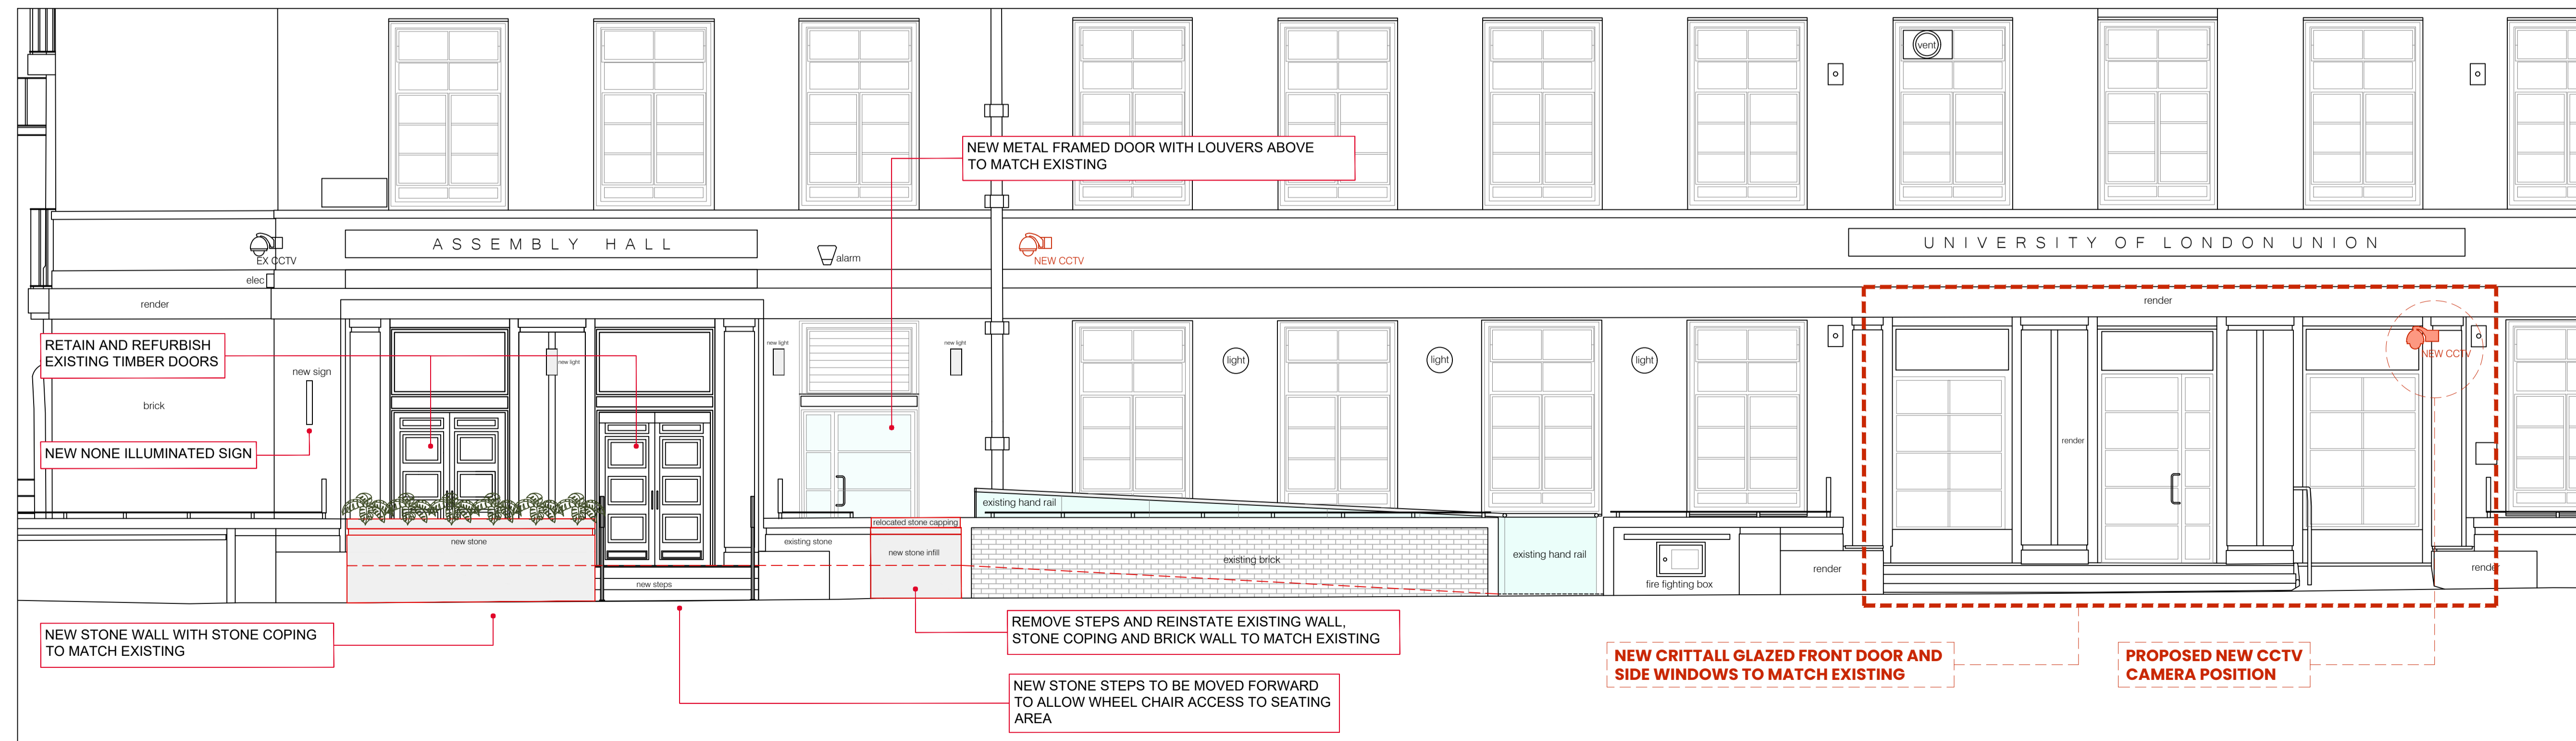 vent
NEW METAL FRAMED DOOR WITH LOUVERS ABOVE
TO MATCH EXISTING
ASSEMBLY HALL
UNIVERSITY OF LONDON UNION
EX CCTV
alarm
NEW CCTV
elec
render
render
RETAIN AND REFURBISH
EXISTING TIMBER DOORS
new light
new light
new light
light
light
light
NEW CCTV
new sign
brick
render
NEW NONE ILLUMINATED SIGN
existing hand rail
relocated stone capping
new stone
existing stone
new stone infill
existing brick
existing hand rail
render
render
new steps
fire fighting box
NEW STONE WALL WITH STONE COPING
TO MATCH EXISTING
REMOVE STEPS AND REINSTATE EXISTING WALL,
STONE COPING AND BRICK WALL TO MATCH EXISTING
NEW STONE STEPS TO BE MOVED FORWARD
TO ALLOW WHEEL CHAIR ACCESS TO SEATING
AREA
NEW CRITTALL GLAZED FRONT DOOR AND
SIDE WINDOWS TO MATCH EXISTING
PROPOSED NEW CCTV
CAMERA POSITION